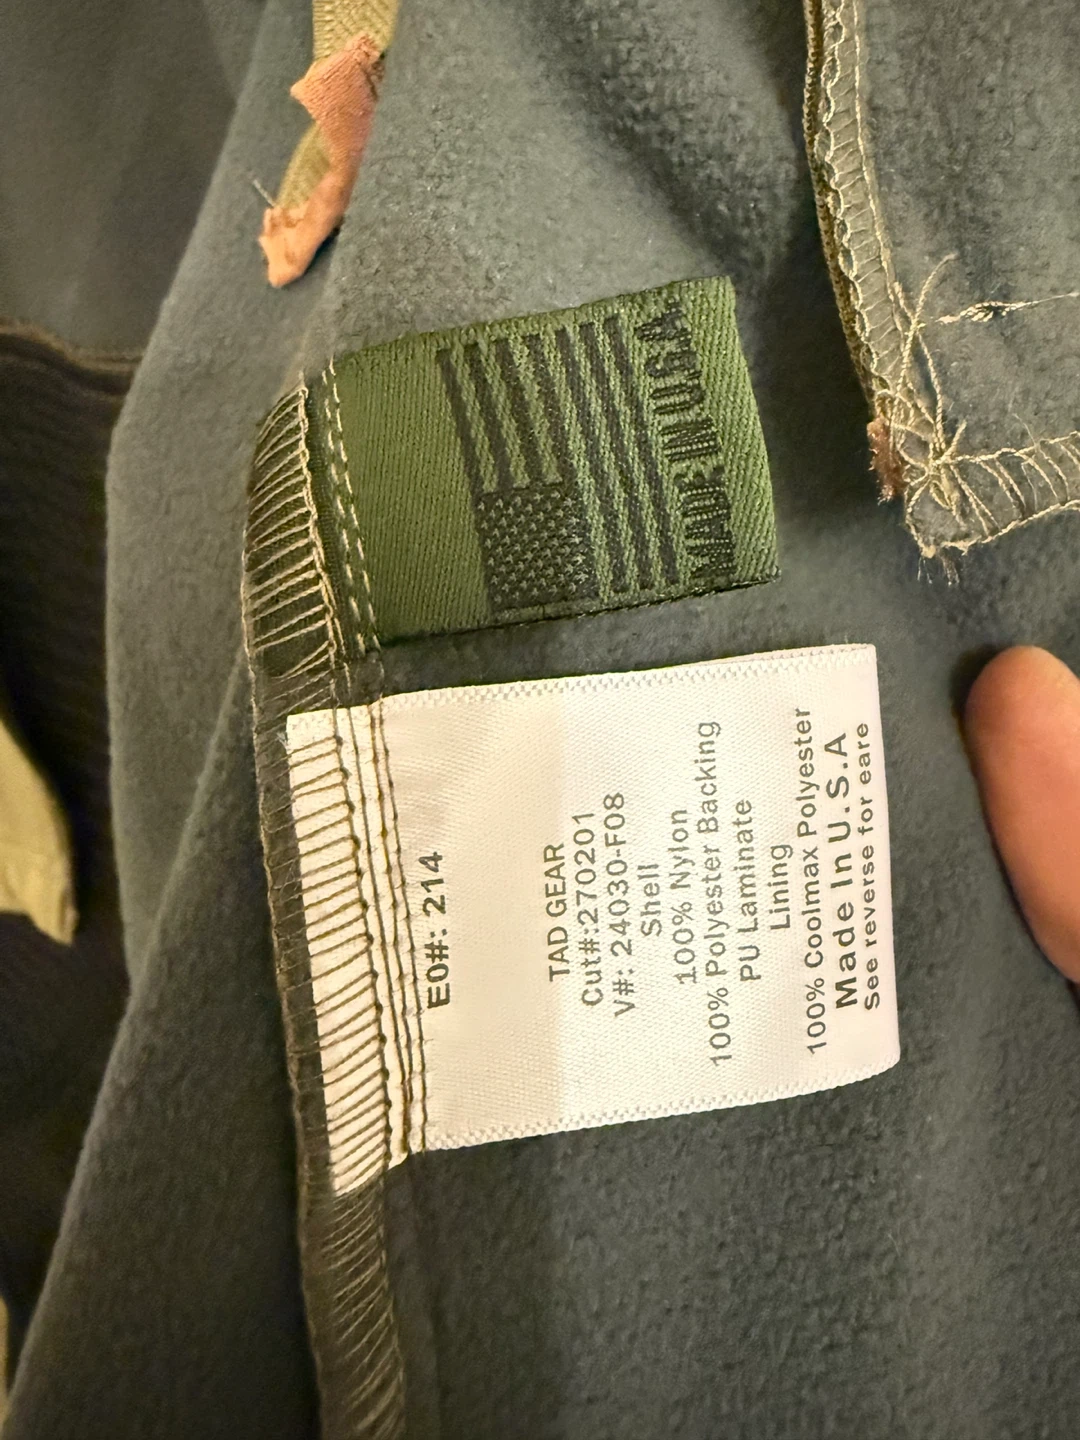 MADE IN U.S.A
E0#: 214
TAD GEAR
Cut#:270201
V#: 24030-F08
Shell
100% Nylon
100% Polyester Backing
PU Laminate
Lining
100% Coolmax Polyester
Made In U.S.A
See reverse for eare